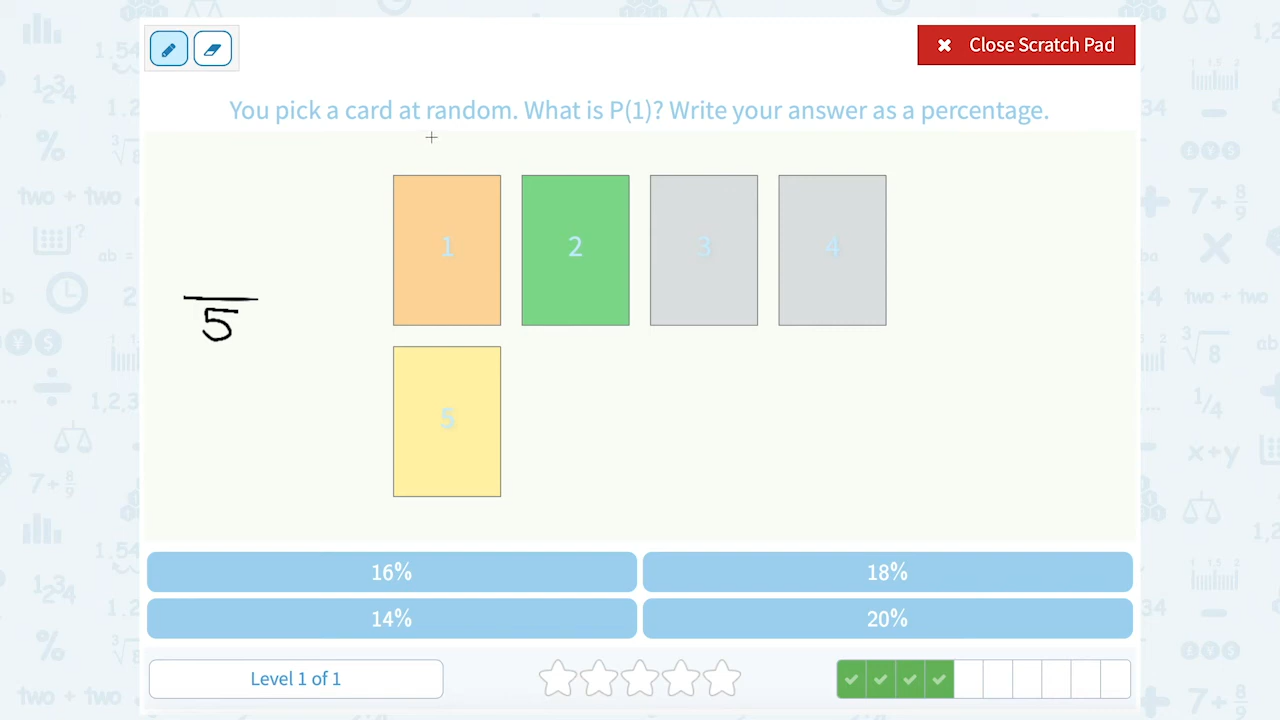 Close Scratch Pad
You pick a card at random. What is P(1)? Write your answer as a percentage.
1 2 3 4
5
5
16% 18%
14% 20%
Level 1 of 1